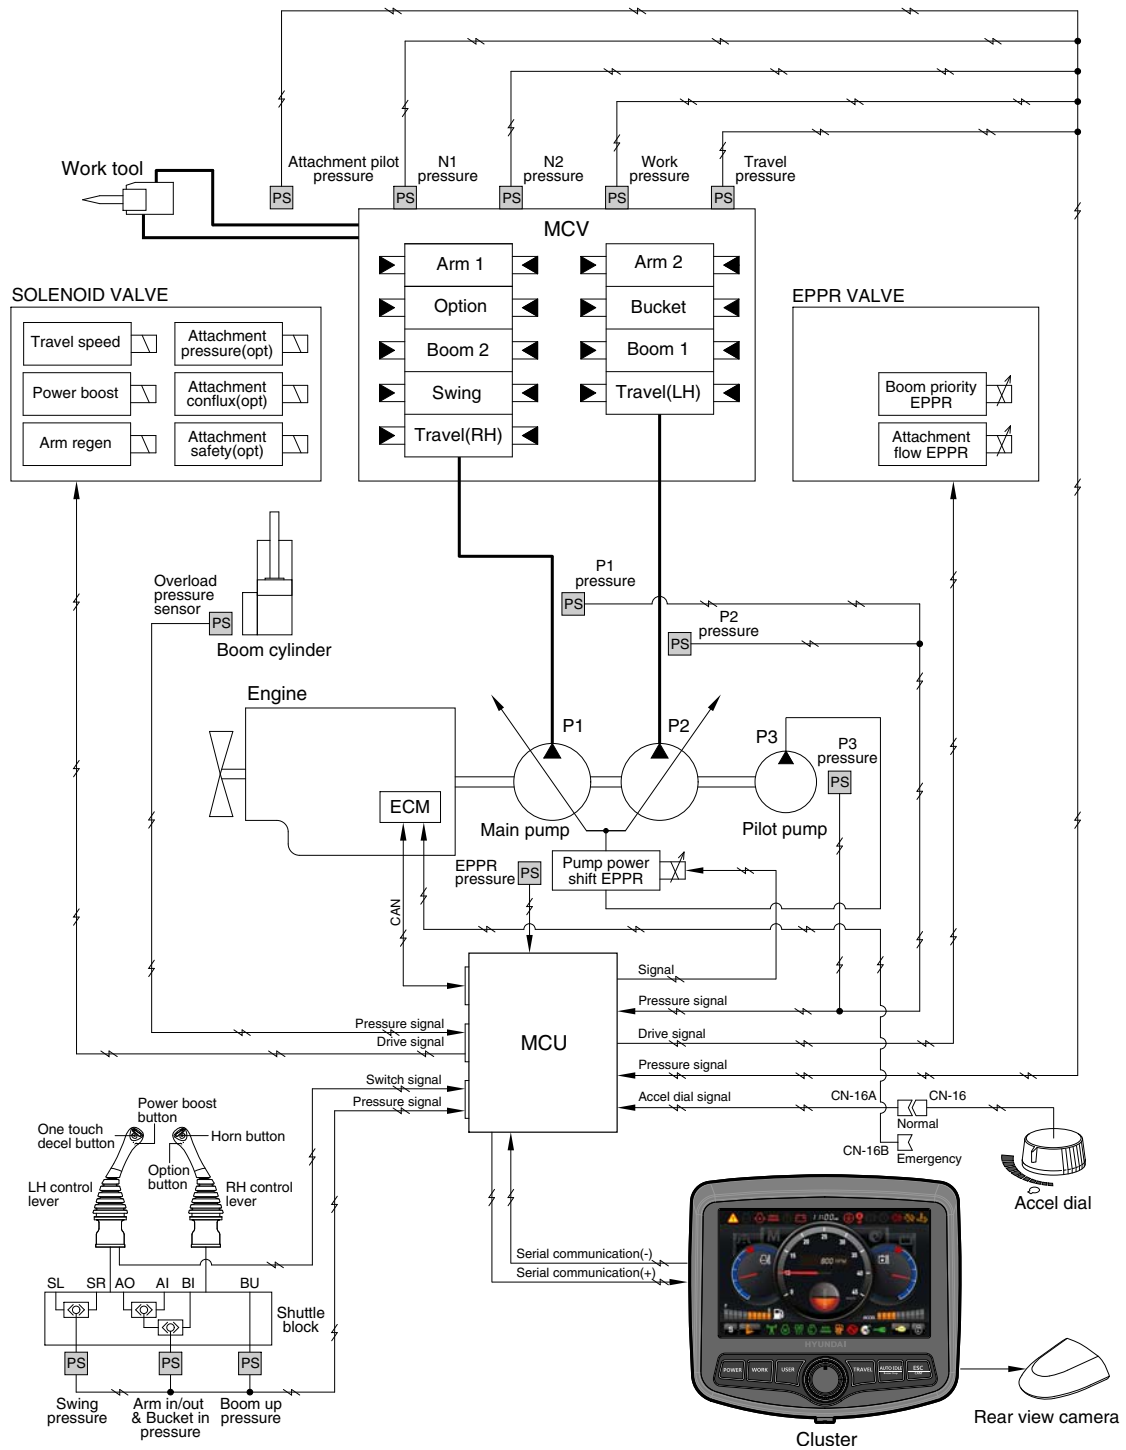 Attachment pilot
pressure
N1
pressure
N2
pressure
Work
pressure
Travel
pressure
Work tool
PS
PS
PS
PS
PS
MCV
Arm 1
Arm 2
Option
Bucket
Boom 2
Boom 1
Swing
Travel(LH)
Travel(RH)
SOLENOID VALVE
Travel speed
Attachment
pressure(opt)
Power boost
Attachment
conflux(opt)
Arm regen
Attachment
safety(opt)
EPPR VALVE
Boom priority
EPPR
Attachment
flow EPPR
P1
pressure
PS
P2
pressure
PS
Overload
pressure
sensor
PS
Boom cylinder
Engine
P1
P2
P3
P3
pressure
PS
ECM
Main pump
Pilot pump
EPPR
pressure
PS
Pump power
shift EPPR
CAN
MCU
Signal
Pressure signal
Drive signal
Pressure signal
Accel dial signal
Pressure signal
Drive signal
Switch signal
Pressure signal
CN-16A
CN-16
Normal
CN-16B
Emergency
Accel dial
Power boost
button
One touch
decel button
Horn button
Option
button
LH control
lever
RH control
lever
Serial communication(-)
Serial communication(+)
SL
SR
AO
AI
BI
BU
Shuttle
block
PS
PS
PS
Swing
pressure
Arm in/out
& Bucket in
pressure
Boom up
pressure
HYUNDAI
POWER
WORK
USER
TRAVEL
AUTO IDLE
ESC
Cluster
Rear view camera